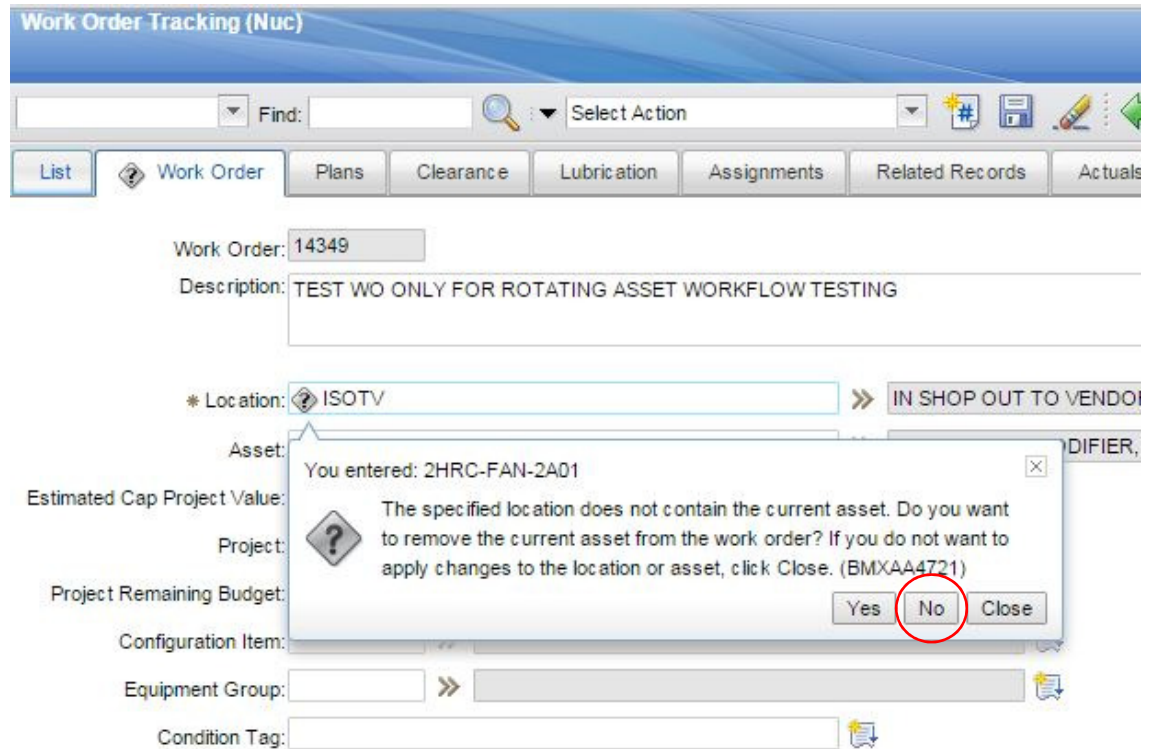 Work Order Tracking (Nuc)
Find: Select Action
List Work Order Plans Clearance Lubrication Assignments Related Records Actuals
Work Order: 14349
Description: TEST WO ONLY FOR ROTATING ASSET WORKFLOW TESTING
* Location: ISOTV IN SHOP OUT TO VENDOR
Asset: DIFIER,
You entered: 2HRC-FAN-2A01
Estimated Cap Project Value:
The specified location does not contain the current asset. Do you want
Project: to remove the current asset from the work order? If you do not want to
apply changes to the location or asset, click Close. (BMXAA4721)
Project Remaining Budget:
Yes No Close
Configuration Item:
Equipment Group:
Condition Tag: